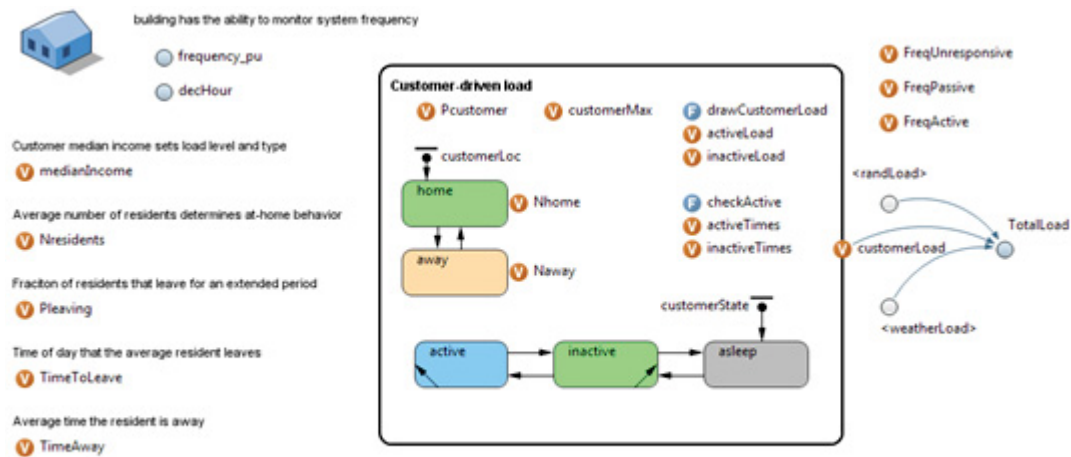 building has the ability to monitor system frequency
frequency_pu
decHour
Customer median income sets load level and type
V medianIncome
Average number of residents determines at-home behavior
V Nresidents
Fraciton of residents that leave for an extended period
V Pleaving
Time of day that the average resident leaves
V TimeToLeave
Average time the resident is away
V TimeAway
Customer-driven load
V Pcustomer
V customerMax
F drawCustomerLoad
V activeLoad
V inactiveLoad
customerLoc
home
V Nhome
away
V Naway
F checkActive
V activeTimes
V inactiveTimes
customerState
active
inactive
asleep
V FreqUnresponsive
V FreqPassive
V FreqActive
<randLoad>
TotalLoad
V customerLoad
<weatherLoad>